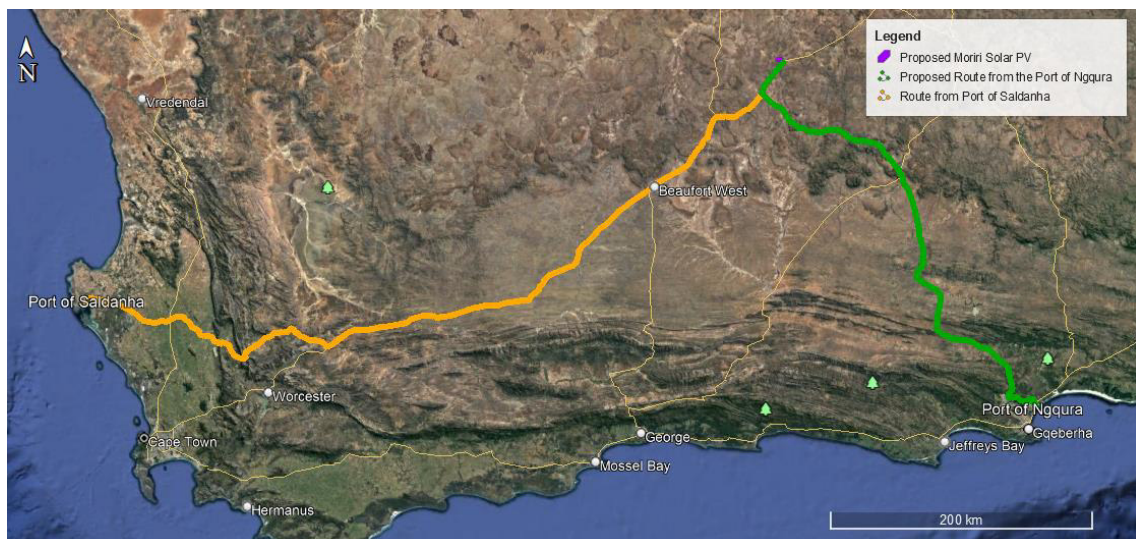 N
Legend
Proposed Moriri Solar PV
Proposed Route from the Port of Ngqura
Route from Port of Saldanha
Vredendal
Beaufort West
Port of Saldanha
Worcester
Cape Town
Hermanus
Mossel Bay
George
Jeffreys Bay
Port of Ngqura
Gqeberha
200 km